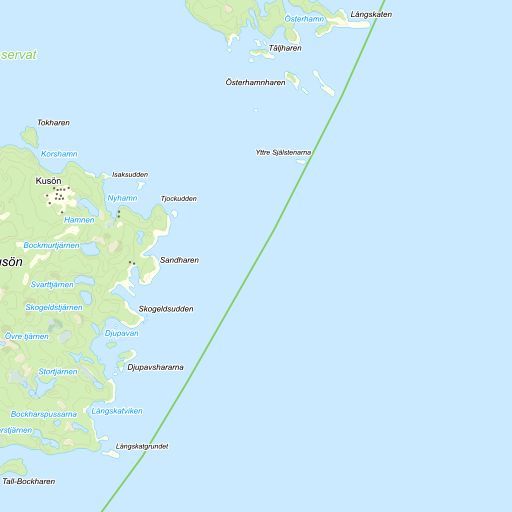 Långskaten
Österhamn
Tåljharen
servat
Österhamnharen
Tokharen
Korshamn
Yttre Själstenarna
Isaksudden
Kusön
Nyhamn
Tjockudden
Hamnen
Bockmurtjärnen
usön
Sandharen
Svarttjärnen
Skogeldstjärnen
Skogeldsudden
Övre tjärnen
Djupavan
Djupavshararna
Stortjärnen
Bockharspussarna
Långskatviken
rstjärnen
Långskatgrundet
Tall-Bockharen